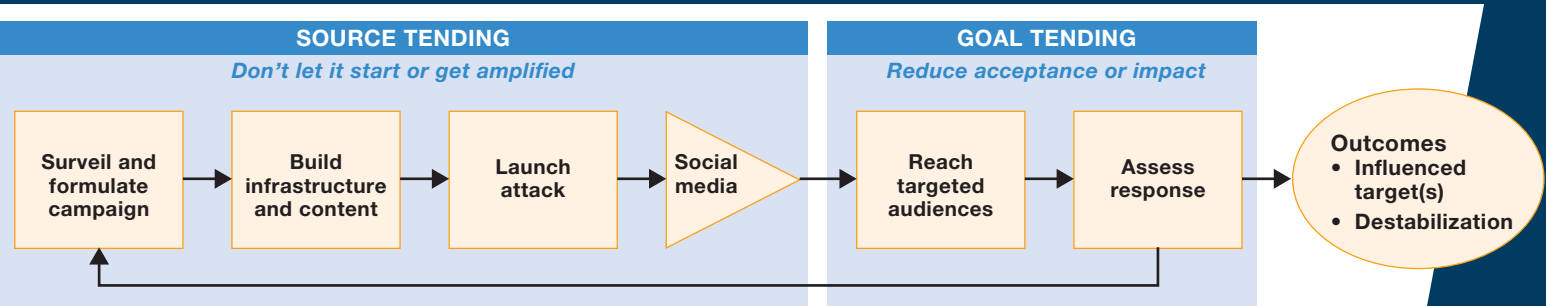 SOURCE TENDING
Don't let it start or get amplified
Surveil and
formulate
campaign
Build
infrastructure
and content
Launch
attack
Social
media
GOAL TENDING
Reduce acceptance or impact
Reach
targeted
audiences
Assess
response
Outcomes
• Influenced
target(s)
• Destabilization